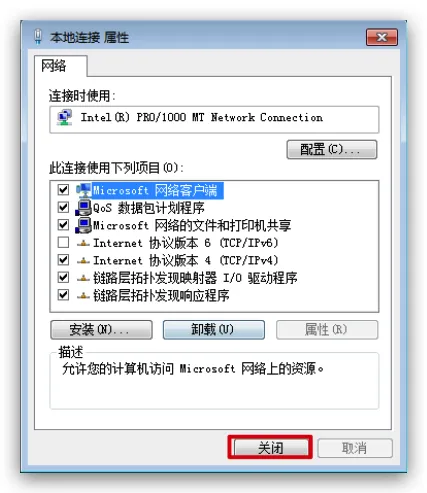 本地连接 属性
网络
连接时使用:
Intel(R) PRO/1000 MT Network Connection
配置(C)...
此连接使用下列项目(O):
Microsoft 网络客户端
QoS 数据包计划程序
Microsoft 网络的文件和打印机共享
Internet 协议版本 6 (TCP/IPv6)
Internet 协议版本 4 (TCP/IPv4)
链路层拓扑发现映射器 I/O 驱动程序
链路层拓扑发现响应程序
安装(N)... 卸载(U) 属性(R)
描述
允许您的计算机访问 Microsoft 网络上的资源。
关闭 取消